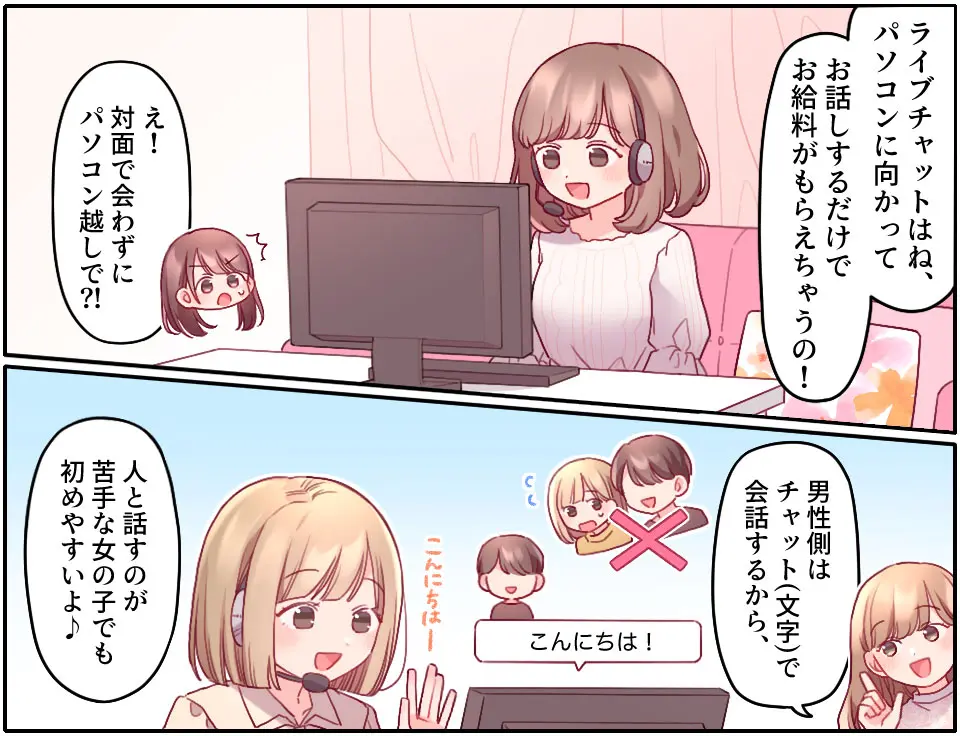 ライブチャットはね、
パソコンに向かって
お話しするだけで
お給料がもらえちゃうの！
え！
対面で会わずに
パソコン越しで?!
男性側は
チャット(文字)で
会話するから、
こんにちは！
こんにちはー
人と話すのが
苦手な女の子でも
初めやすいよ♪